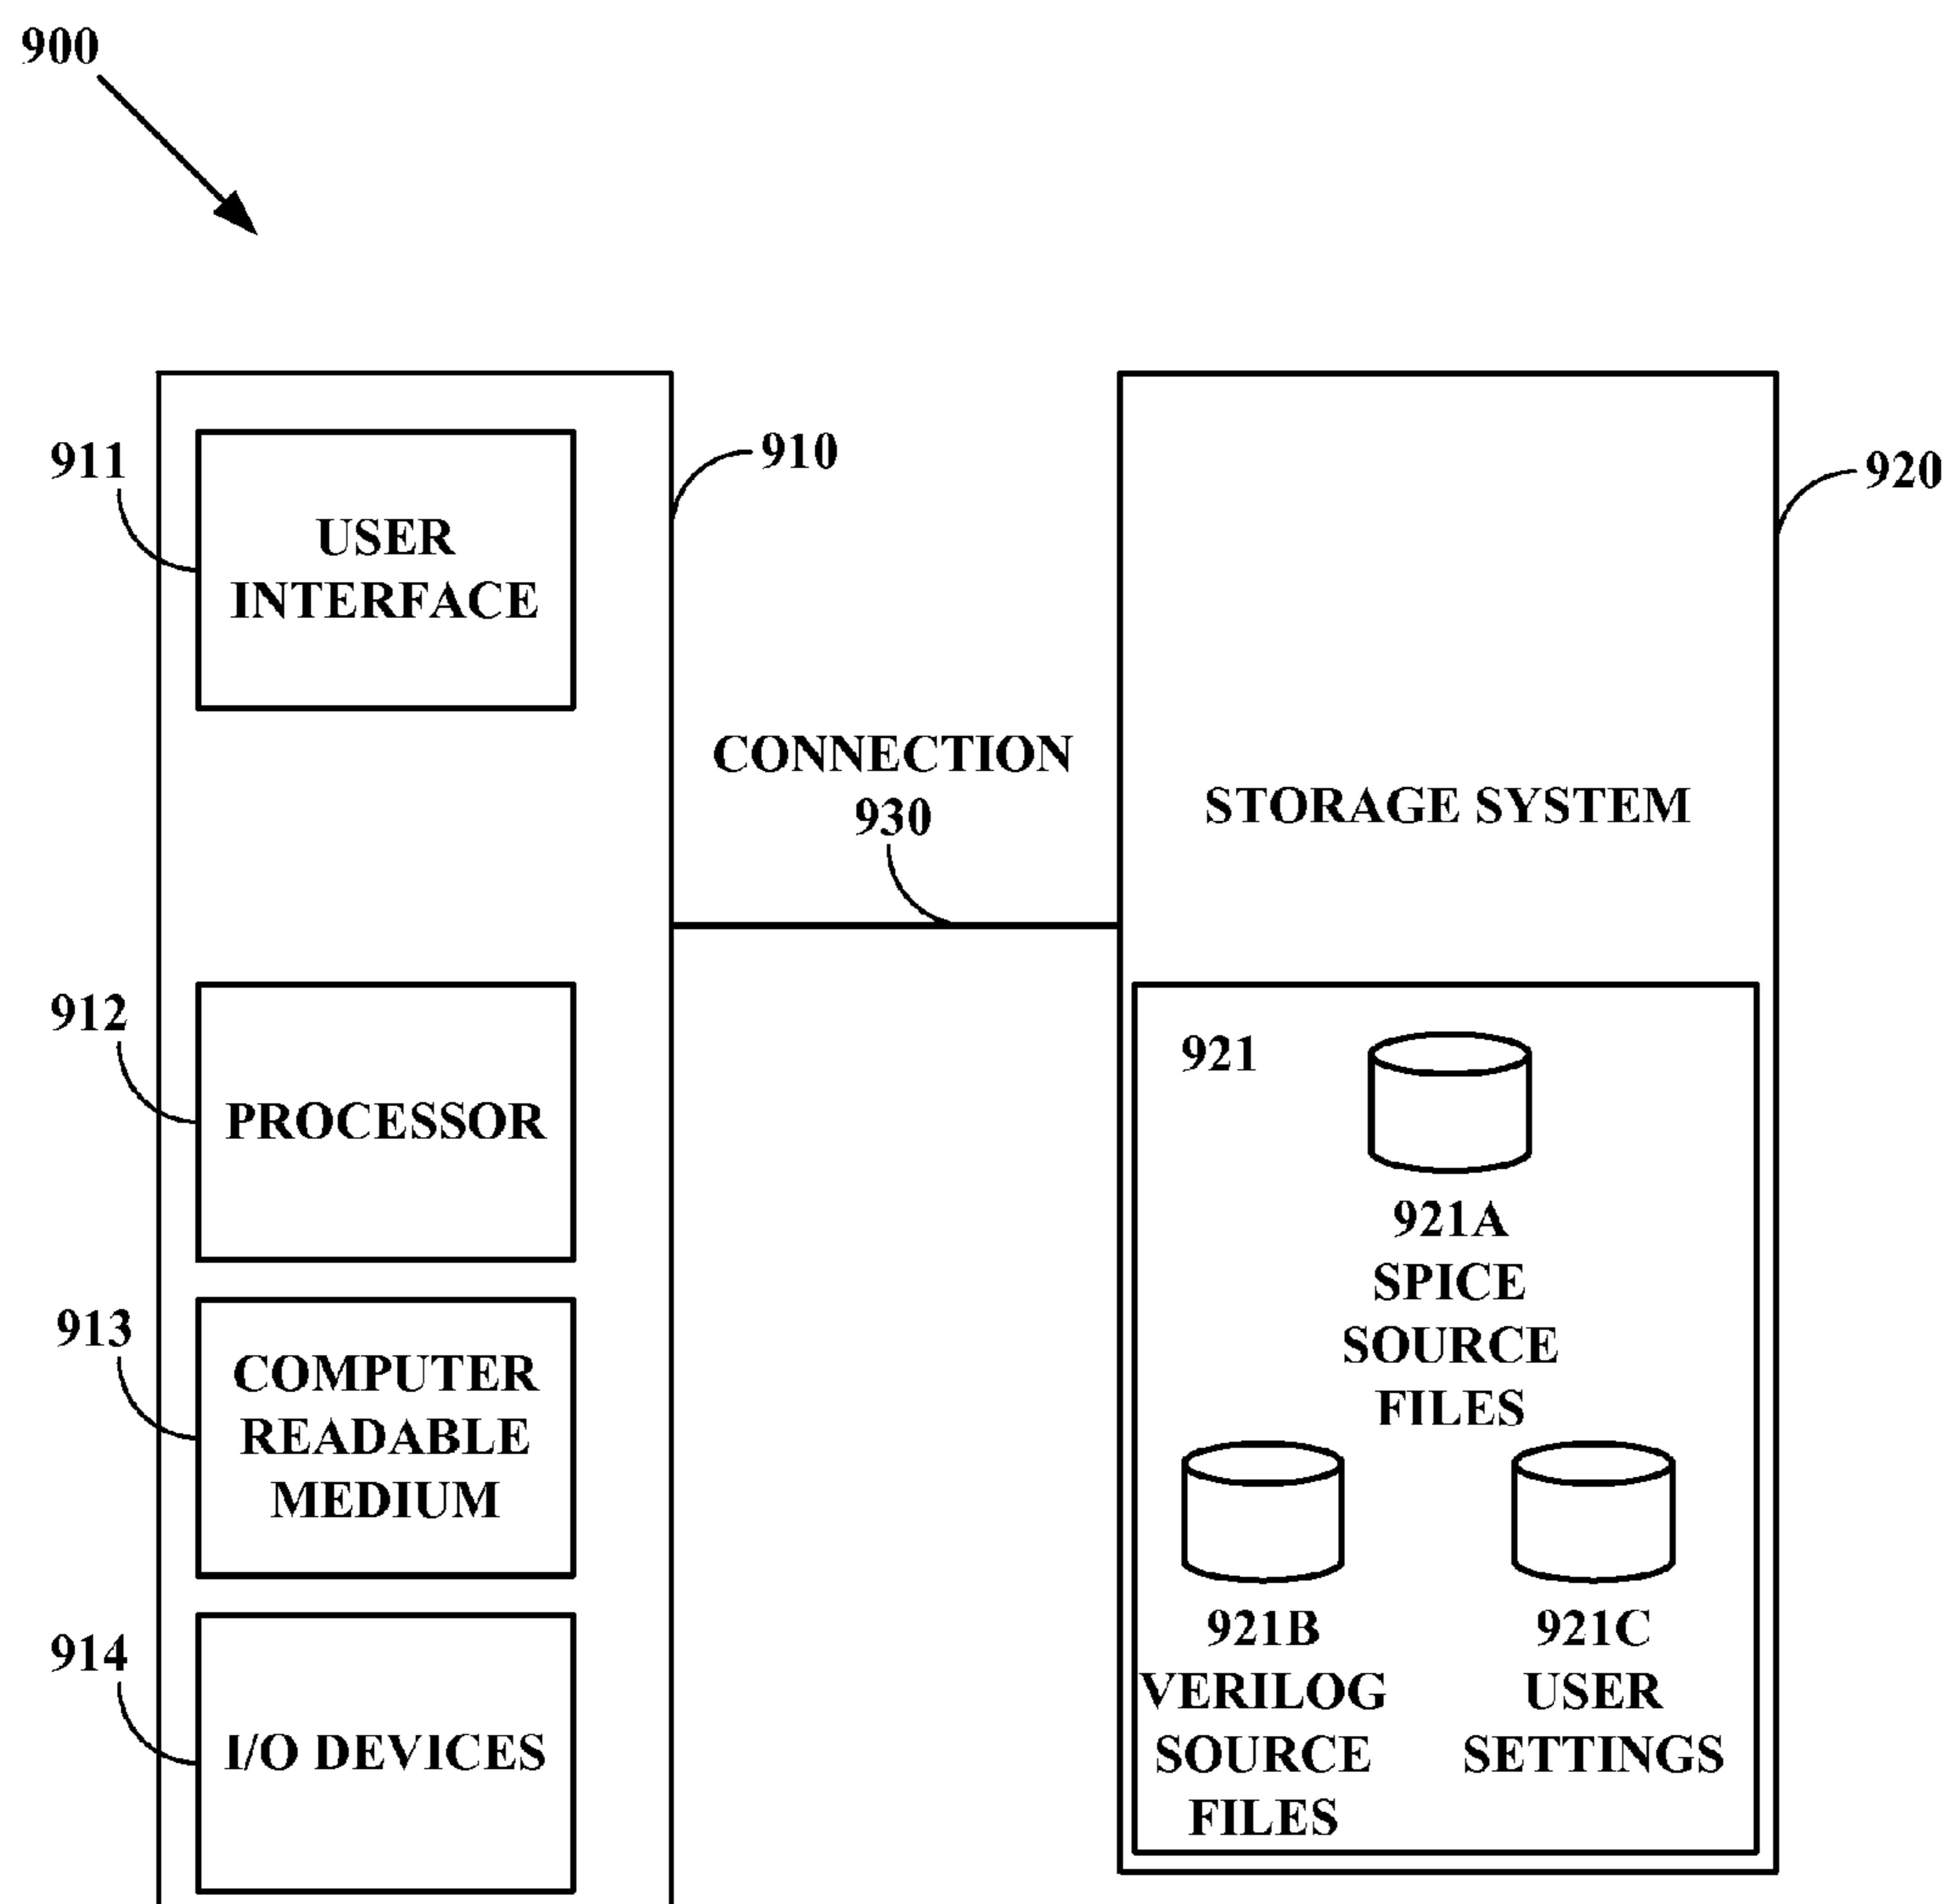 900
911
USER
INTERFACE
910
920
CONNECTION
930
STORAGE SYSTEM
912
PROCESSOR
913
COMPUTER
READABLE
MEDIUM
914
I/O DEVICES
921
921A
SPICE
SOURCE
FILES
921B
VERILOG
SOURCE
FILES
921C
USER
SETTINGS